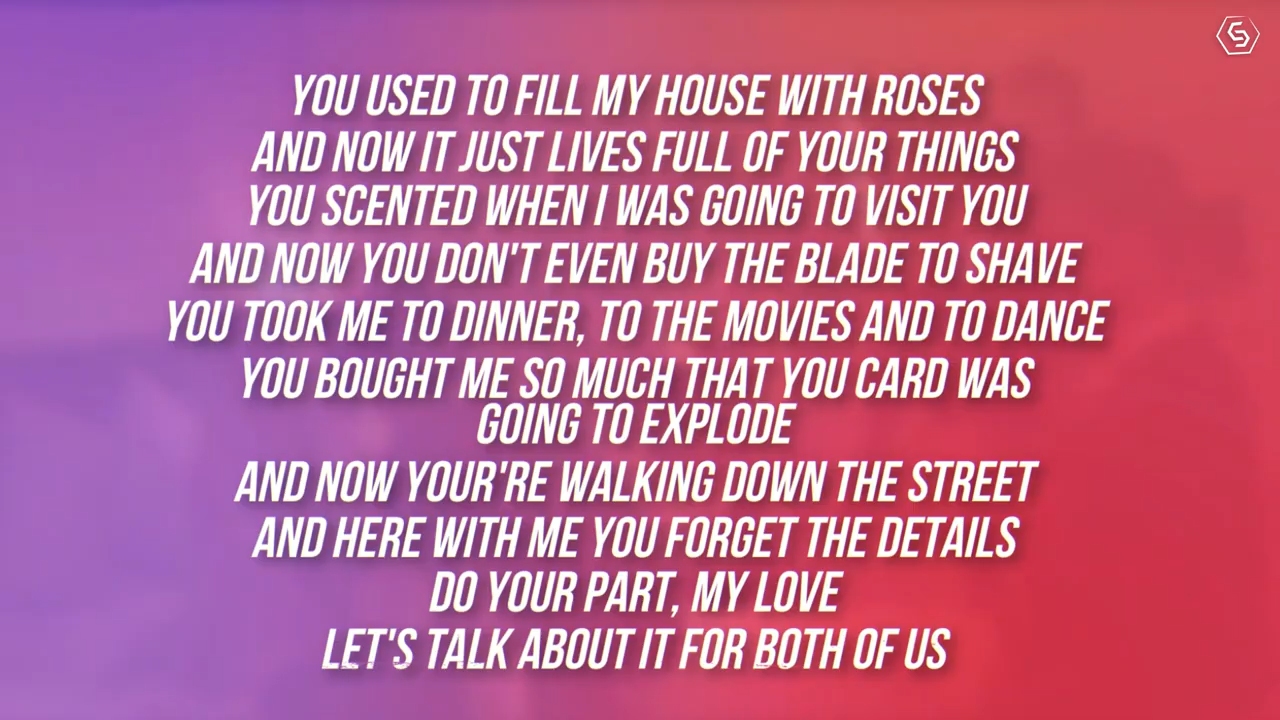 YOU USED TO FILL MY HOUSE WITH ROSES
AND NOW IT JUST LIVES FULL OF YOUR THINGS
YOU SCENTED WHEN I WAS GOING TO VISIT YOU
AND NOW YOU DON'T EVEN BUY THE BLADE TO SHAVE
YOU TOOK ME TO DINNER, TO THE MOVIES AND TO DANCE
YOU BOUGHT ME SO MUCH THAT YOU CARD WAS
GOING TO EXPLODE
AND NOW YOUR'RE WALKING DOWN THE STREET
AND HERE WITH ME YOU FORGET THE DETAILS
DO YOUR PART, MY LOVE
LET'S TALK ABOUT IT FOR BOTH OF US